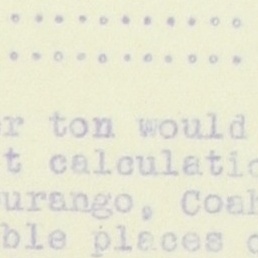 ton would
calculatio
urango, Coah
ble places